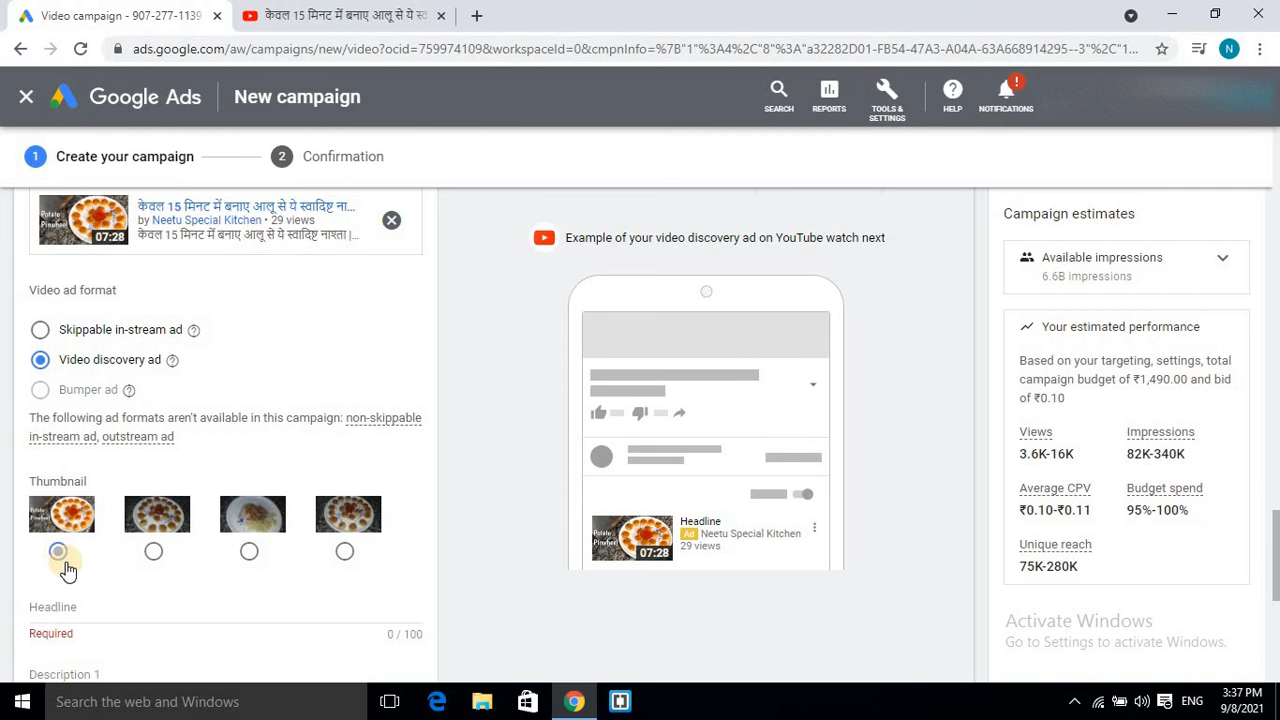 Video campaign - 907-277-1139
केवल 15 मिनट में बनाए आलू से ये स्व
ads.google.com/aw/campaigns/new/video?ocid=759974109&workspaceId=0&cmpnInfo=%7B"1"%3A4%2C"8"%3A"a32282D01-FB54-47A3-A04A-63A668914295--3"%2C"1...
N
Google Ads
New campaign
SEARCH
REPORTS
TOOLS & SETTINGS
HELP
NOTIFICATIONS
1 Create your campaign
2 Confirmation
Potato Pinwheel
07:28
केवल 15 मिनट में बनाए आलू से ये स्वादिष्ट ना...
by Neetu Special Kitchen • 29 views
केवल 15 मिनट में बनाए आलू से ये स्वादिष्ट नाश्ता |...
Video ad format
Skippable in-stream ad
Video discovery ad
Bumper ad
The following ad formats aren't available in this campaign: non-skippable
in-stream ad, outstream ad
Thumbnail
Potato Pinwheel
Headline
Required
0 / 100
Description 1
Example of your video discovery ad on YouTube watch next
Potato Pinwheel
07:28
Headline
Ad Neetu Special Kitchen
29 views
Campaign estimates
Available impressions
6.6B impressions
Your estimated performance
Based on your targeting, settings, total
campaign budget of ₹1,490.00 and bid
of ₹0.10
Views
Impressions
3.6K-16K
82K-340K
Average CPV
Budget spend
₹0.10-₹0.11
95%-100%
Unique reach
75K-280K
Activate Windows
Go to Settings to activate Windows.
Search the web and Windows
ENG
3:37 PM
9/8/2021